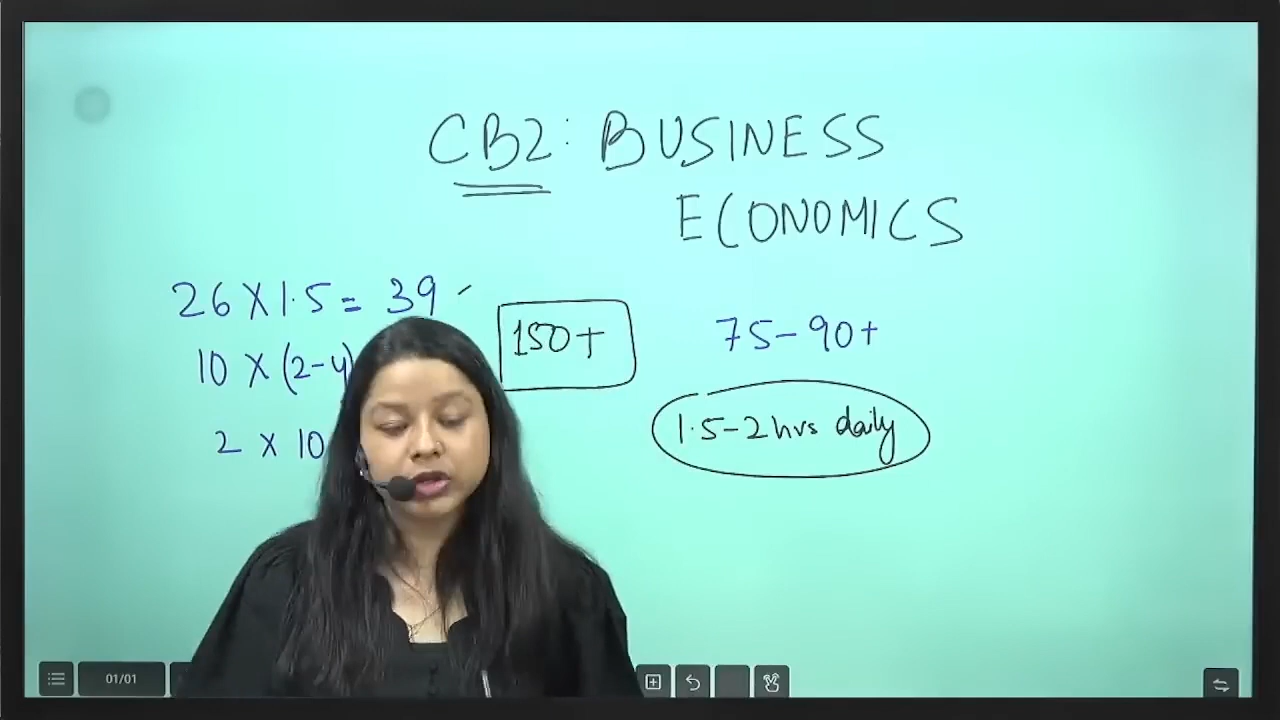 CB2: BUSINESS
ECONOMICS
26 X 1.5 = 39
10 X (2-4)
2 X 10
150+
75-90+
1.5-2 hrs daily
01/01